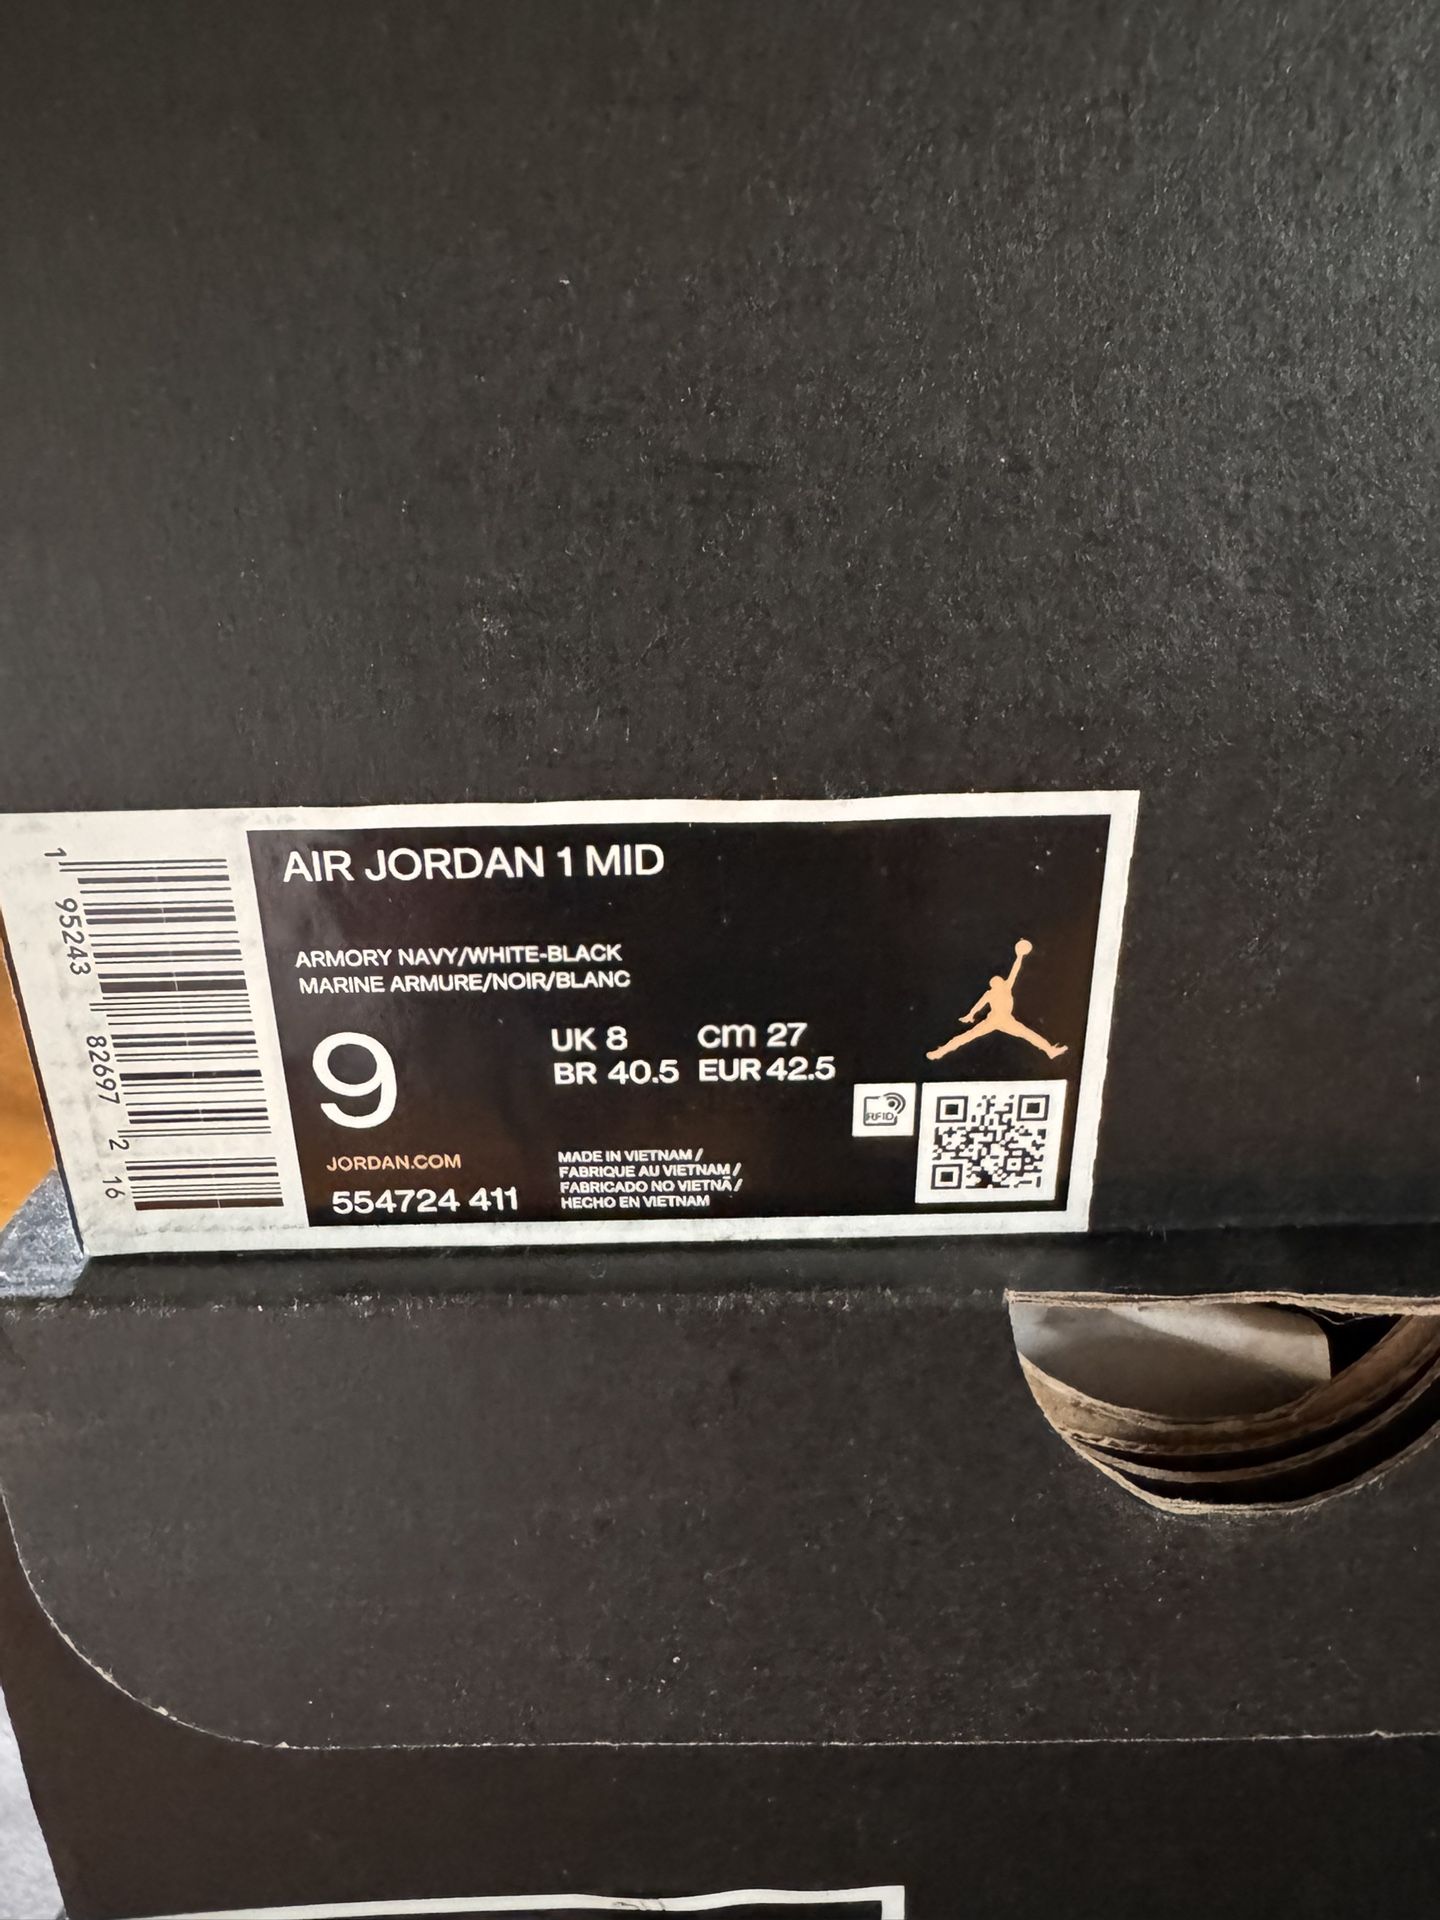 AIR JORDAN 1 MID
ARMORY NAVY/WHITE-BLACK
MARINE ARMURE/NOIR/BLANC
9
UK 8 cm 27
BR 40.5 EUR 42.5
RFID
JORDAN.COM
554724 411
MADE IN VIETNAM /
FABRIQUE AU VIETNAM /
FABRICADO NO VIETNÃ /
HECHO EN VIETNAM
1 95243 82697 2 16